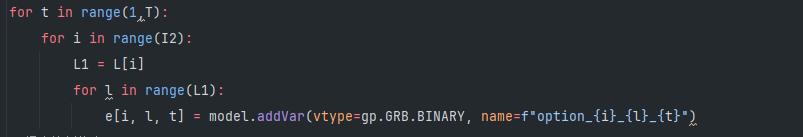 for t in range(1,T):
for i in range(I2):
L1 = L[i]
for l in range(L1):
e[i, l, t] = model.addVar(vtype=gp.GRB.BINARY, name=f"option_{i}_{l}_{t}")